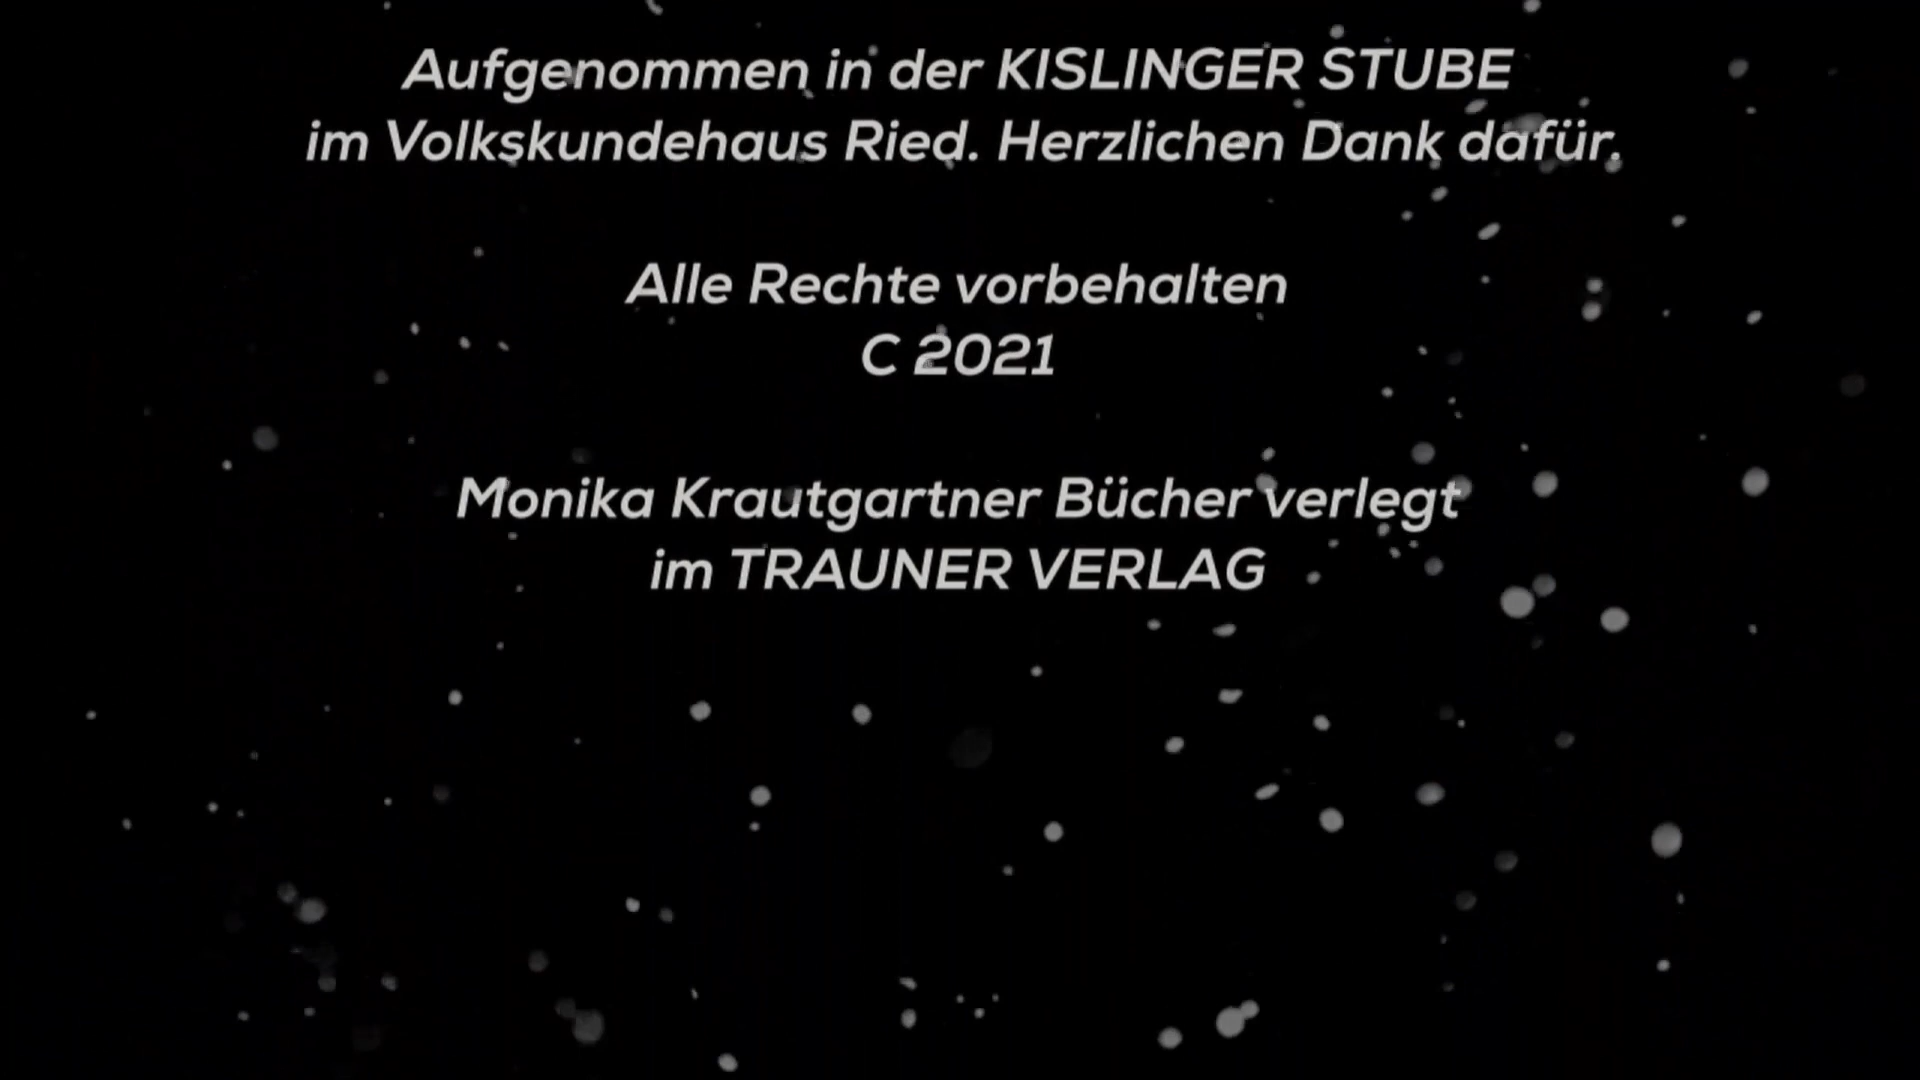 Aufgenommen in der KISLINGER STUBE
im Volkskundehaus Ried. Herzlichen Dank dafür.
Alle Rechte vorbehalten
C 2021
Monika Krautgartner Bücher verlegt
im TRAUNER VERLAG